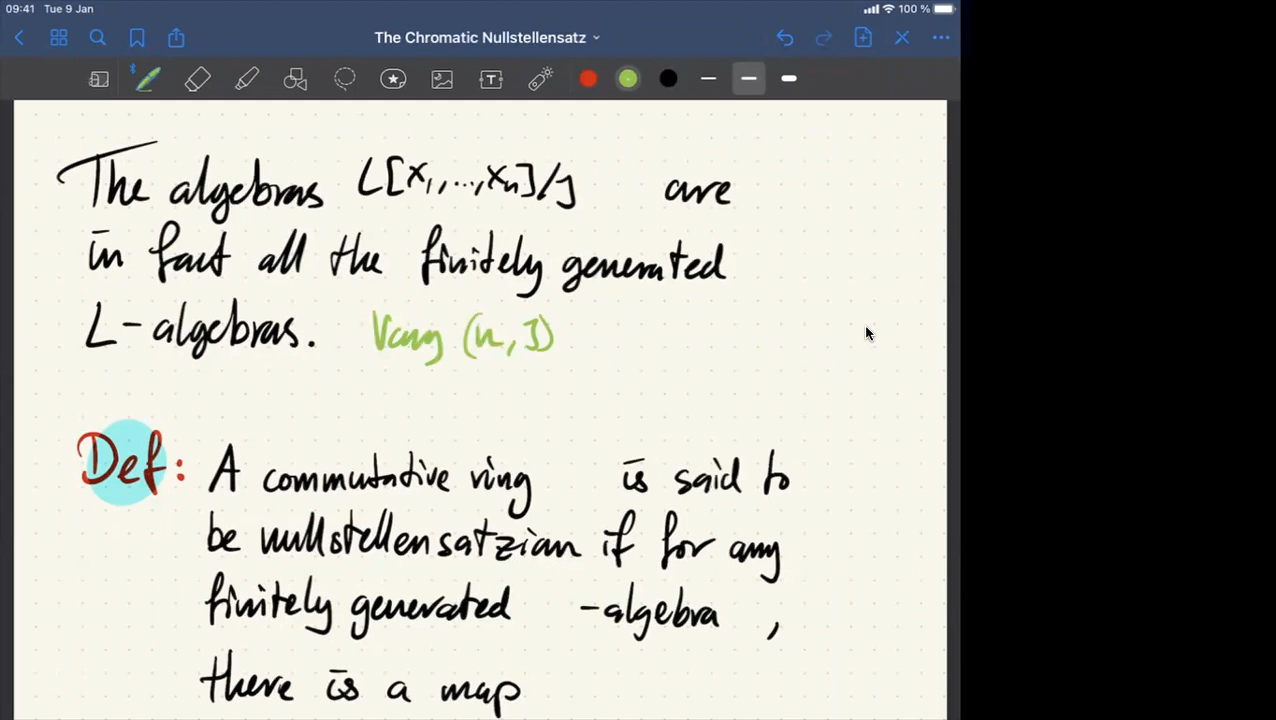 09:41 Tue 9 Jan
100 %
The Chromatic Nullstellensatz
The algebras L[x₁,...,xₙ]/J are
in fact all the finitely generated
L-algebras. (n, J)
Def: A commutative ring is said to
be nullstellensatzian if for any
finitely generated -algebra ,
there is a map